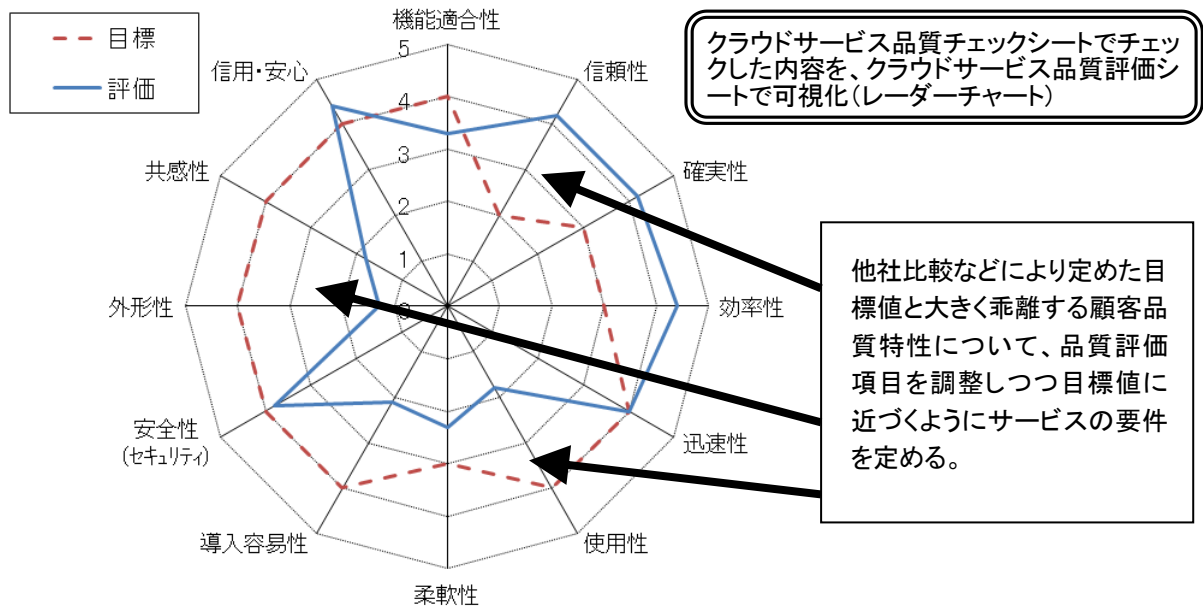 目標
評価
クラウドサービス品質チェックシートでチェッ
クした内容を、クラウドサービス品質評価シ
ートで可視化（レーダーチャート）
機能適合性
信頼性
確実性
効率性
迅速性
使用性
柔軟性
導入容易性
安全性
（セキュリティ）
外形性
共感性
信用・安心
5
4
3
2
1
0
他社比較などにより定めた目
標値と大きく乖離する顧客品
質特性について、品質評価
項目を調整しつつ目標値に
近づくようにサービスの要件
を定める。